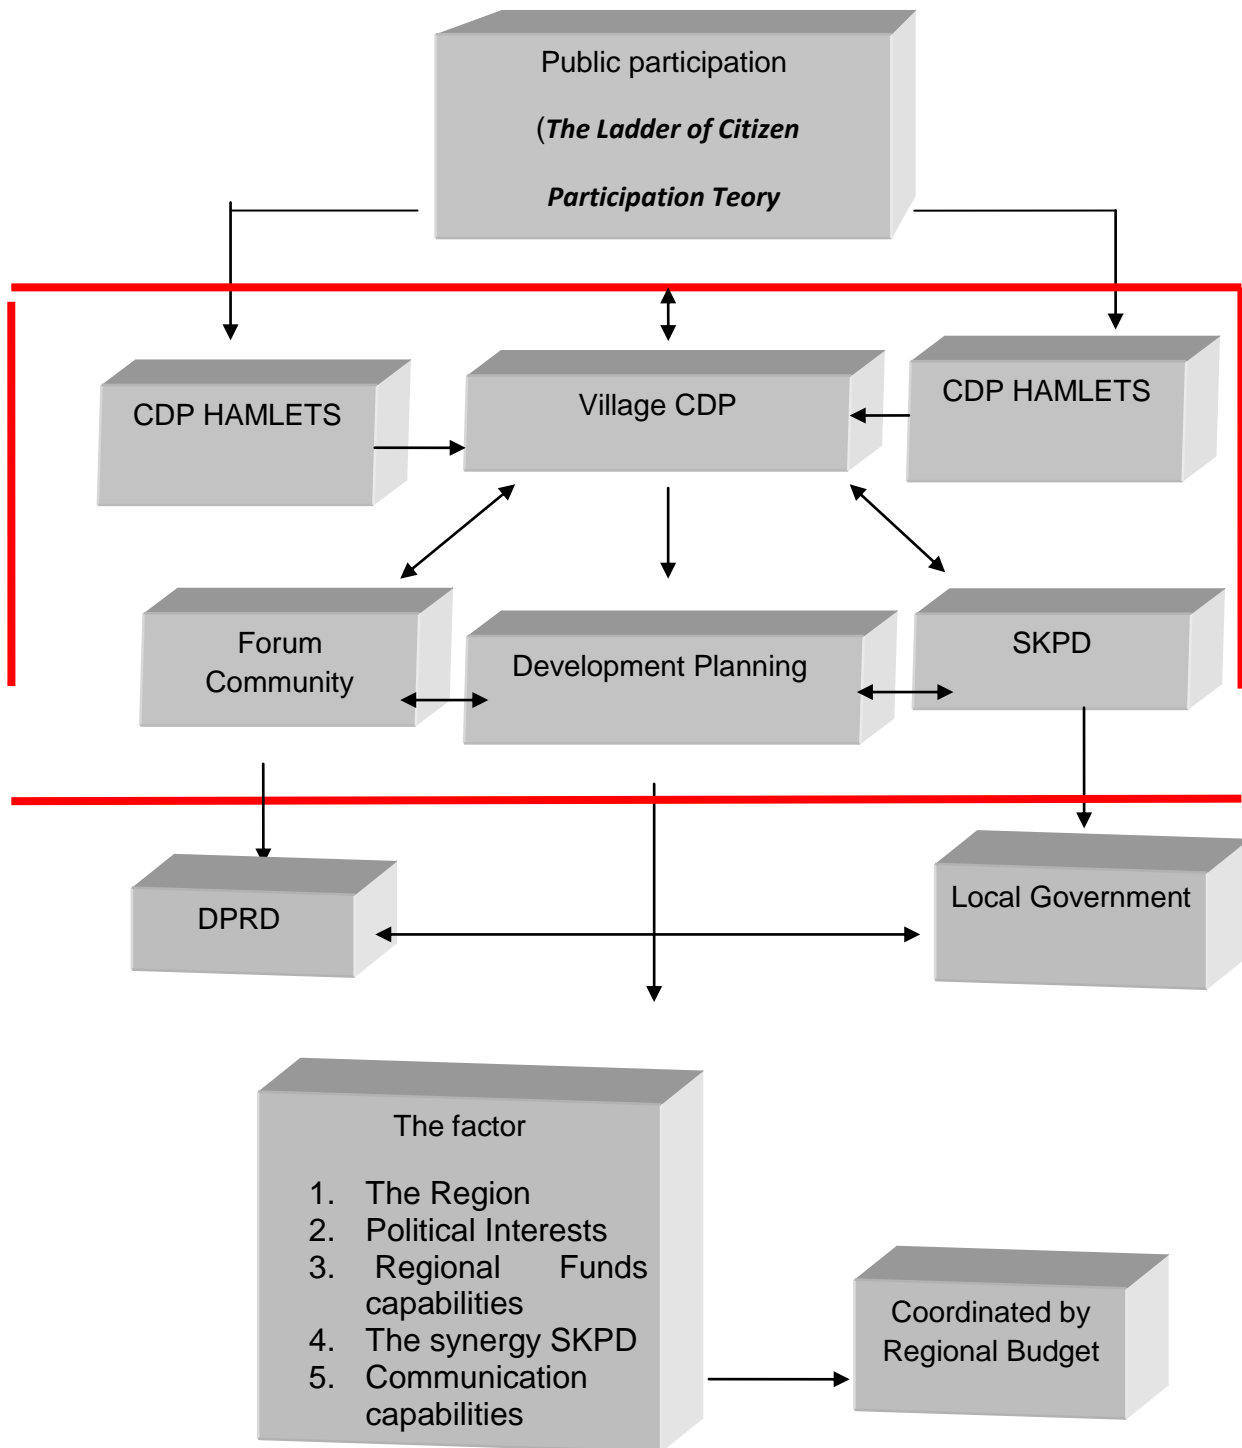 Public participation
(The Ladder of Citizen
Participation Teory
CDP HAMLETS
Village CDP
CDP HAMLETS
Forum
Community
Development Planning
SKPD
DPRD
Local Government
The factor
1. The Region
2. Political Interests
3. Regional Funds
capabilities
4. The synergy SKPD
5. Communication
capabilities
Coordinated by
Regional Budget